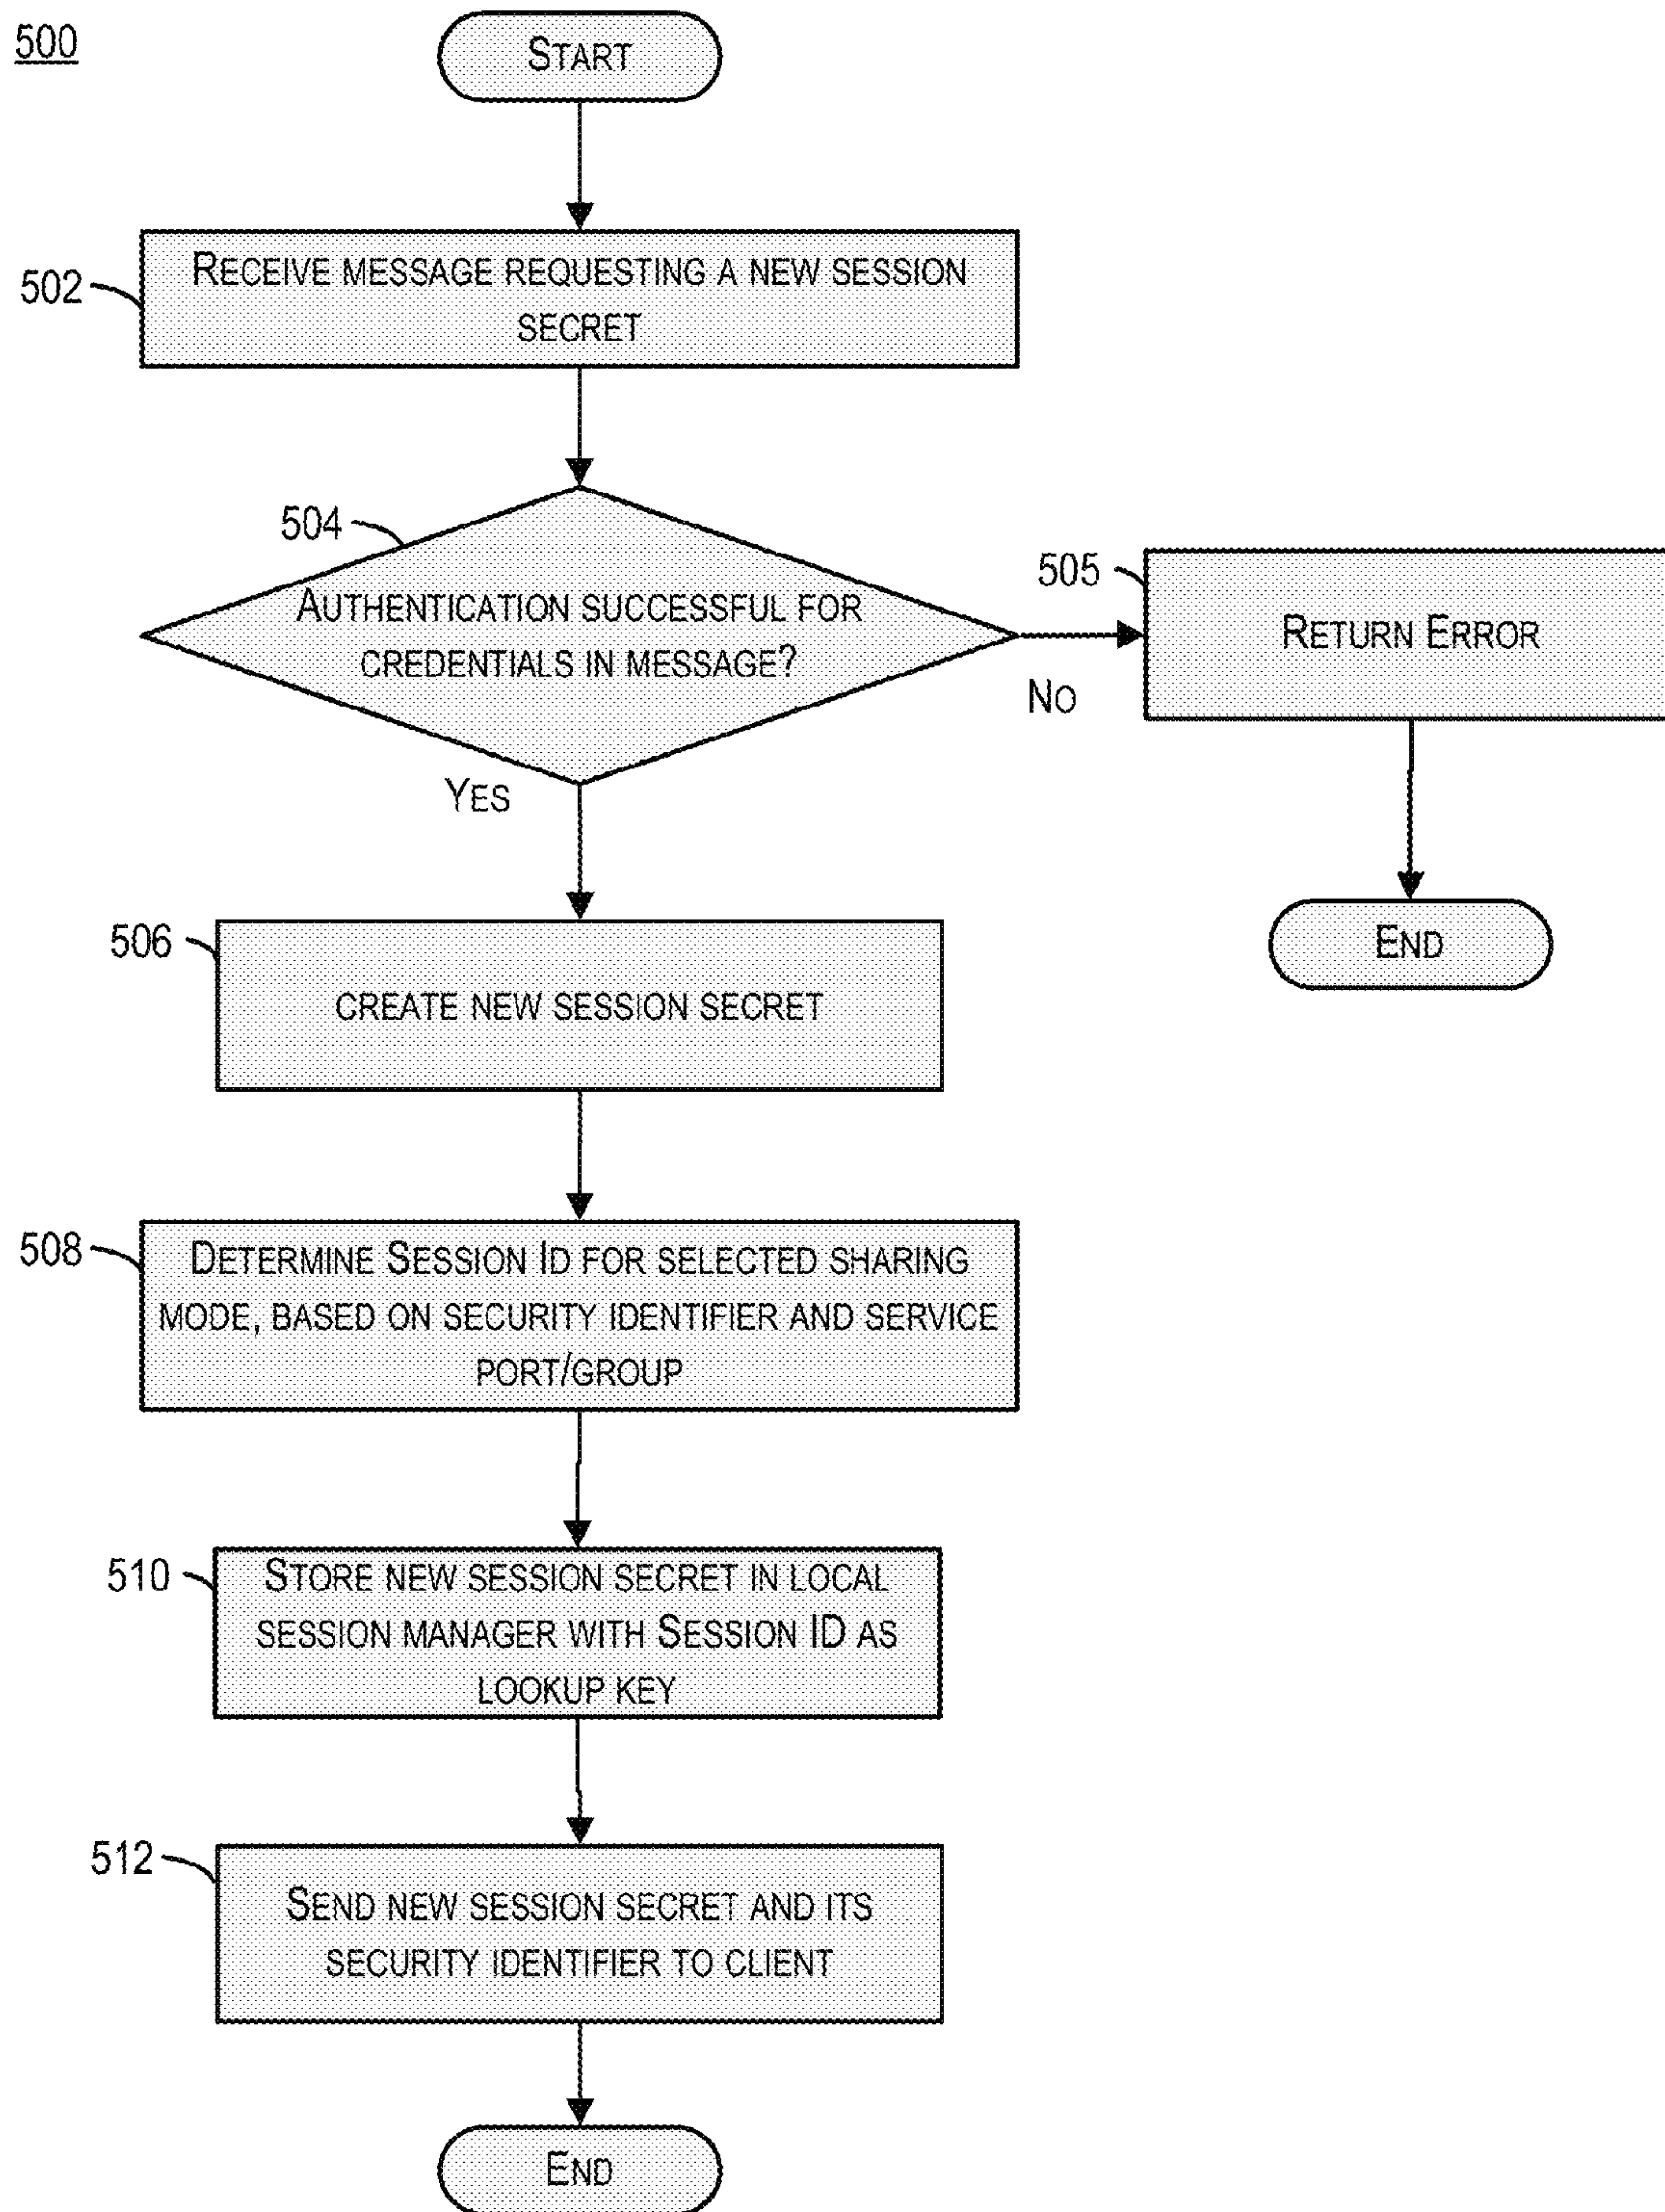 500
START
502
RECEIVE MESSAGE REQUESTING A NEW SESSION
SECRET
504
AUTHENTICATION SUCCESSFUL FOR
CREDENTIALS IN MESSAGE?
505
RETURN ERROR
NO
YES
END
506
CREATE NEW SESSION SECRET
508
DETERMINE SESSION ID FOR SELECTED SHARING
MODE, BASED ON SECURITY IDENTIFIER AND SERVICE
PORT/GROUP
510
STORE NEW SESSION SECRET IN LOCAL
SESSION MANAGER WITH SESSION ID AS
LOOKUP KEY
512
SEND NEW SESSION SECRET AND ITS
SECURITY IDENTIFIER TO CLIENT
END